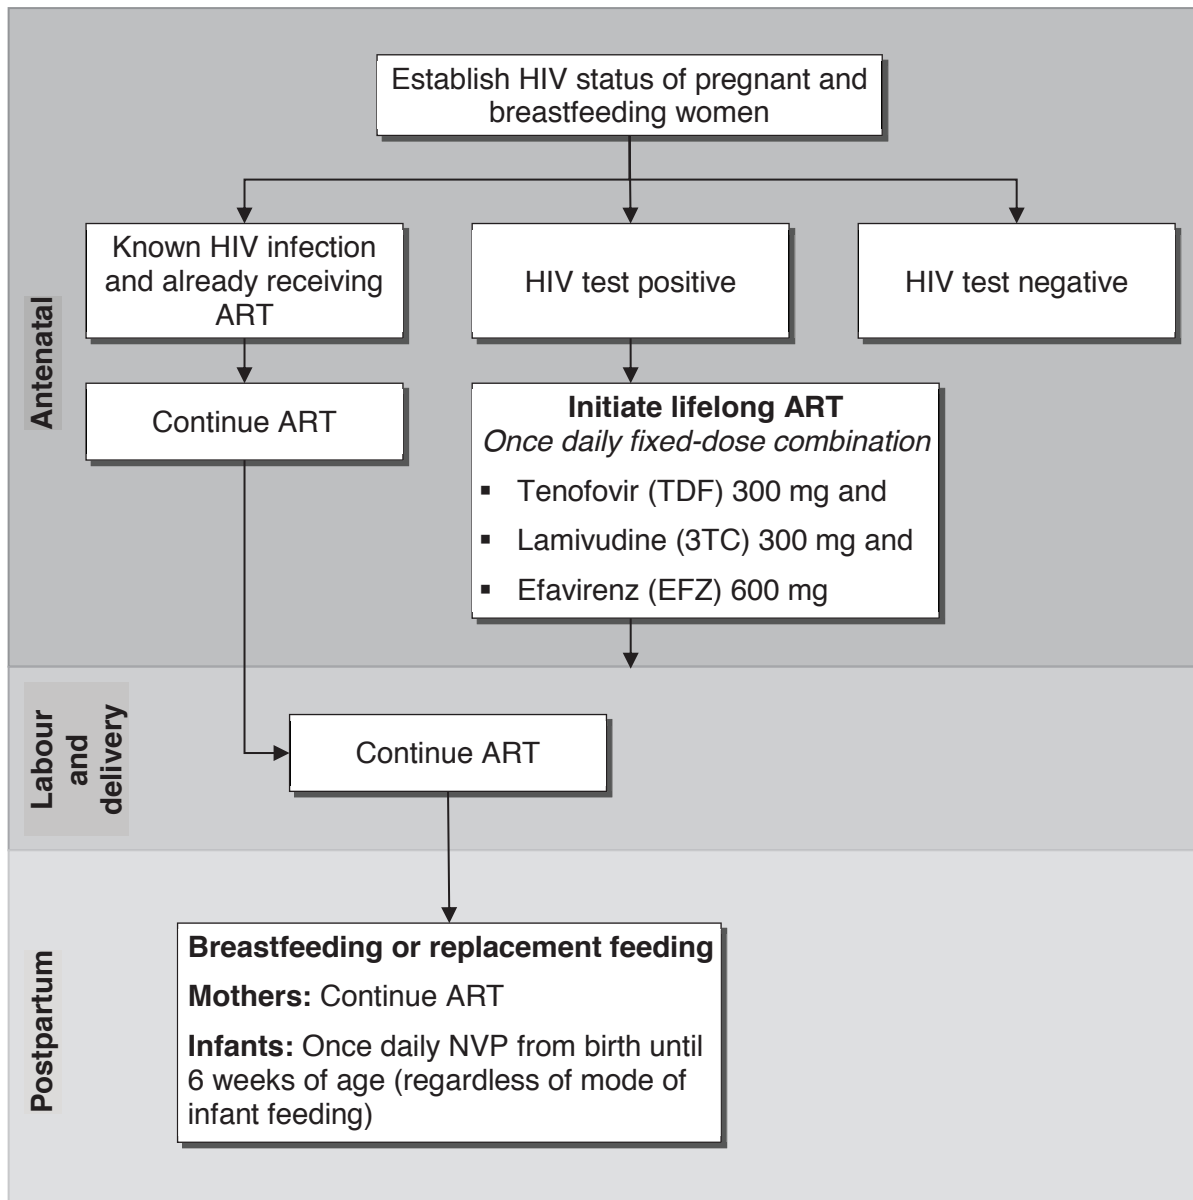 Establish HIV status of pregnant and
breastfeeding women
Known HIV infection
and already receiving
ART
HIV test positive
HIV test negative
Antenatal
Continue ART
Initiate lifelong ART
Once daily fixed-dose combination
▪ Tenofovir (TDF) 300 mg and
▪ Lamivudine (3TC) 300 mg and
▪ Efavirenz (EFZ) 600 mg
Labour
and
delivery
Continue ART
Postpartum
Breastfeeding or replacement feeding
Mothers: Continue ART
Infants: Once daily NVP from birth until
6 weeks of age (regardless of mode of
infant feeding)